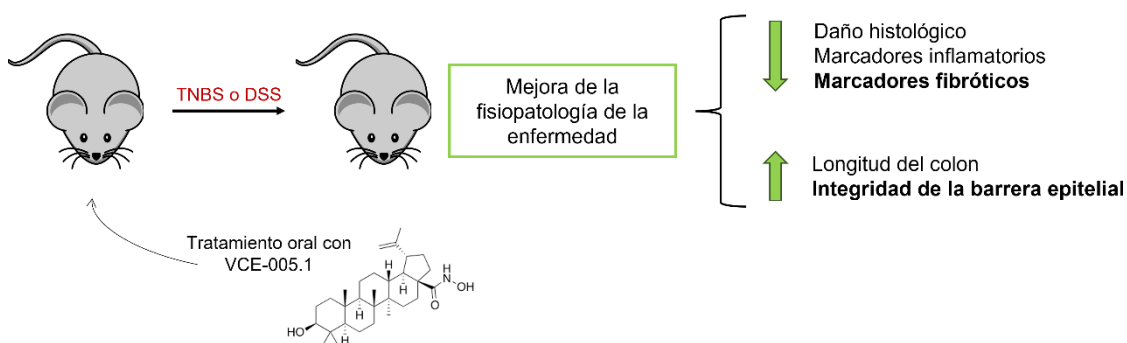 TNBS o DSS
Mejora de la
fisiopatología de la
enfermedad
Daño histológico
Marcadores inflamatorios
Marcadores fibróticos
Longitud del colon
Integridad de la barrera epitelial
Tratamiento oral con
VCE-005.1
H
H
N
OH
H
O
H
HO
H